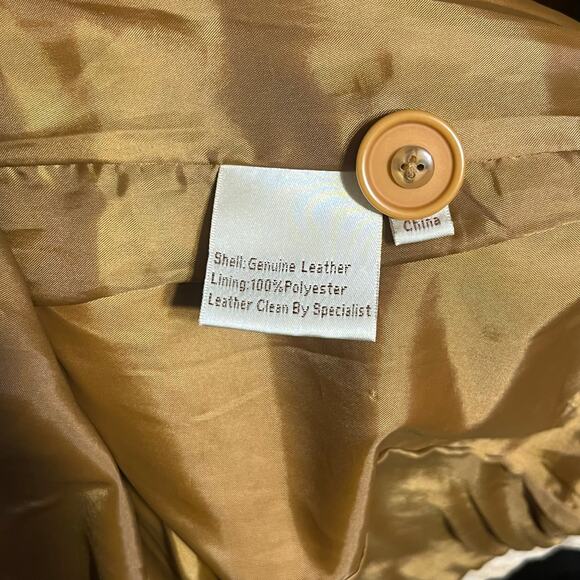 China
Shell:Genuine Leather
Lining:100%Polyester
Leather Clean By Specialist